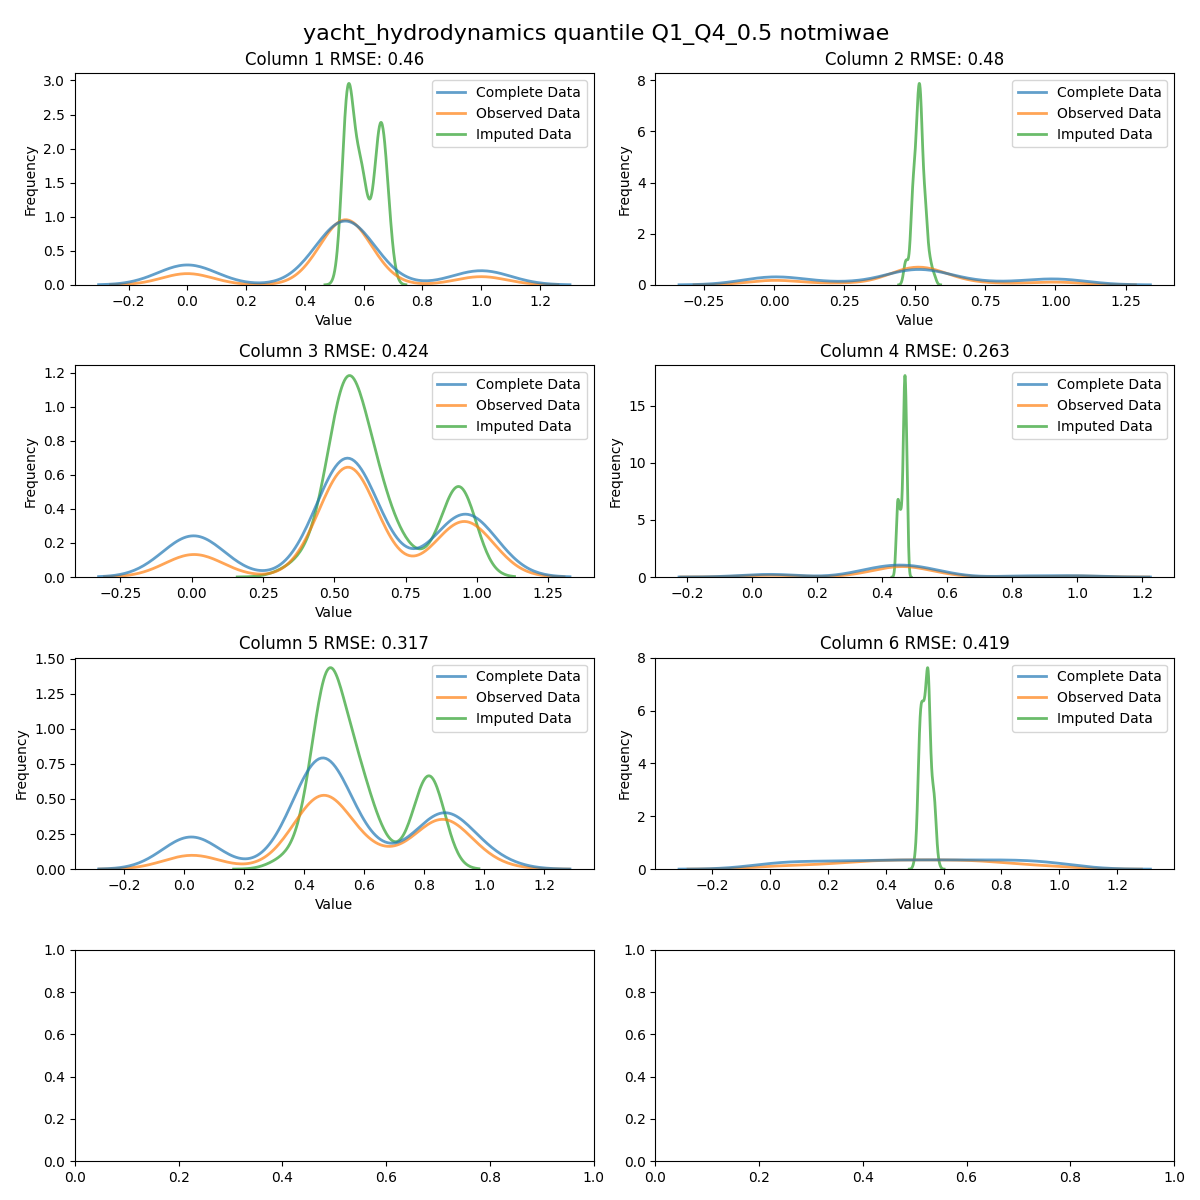 yacht_hydrodynamics quantile Q1_Q4_0.5 notmiwae
Column 1 RMSE: 0.46
Frequency
3.0
2.5
2.0
1.5
1.0
0.5
0.0
Complete Data
Observed Data
Imputed Data
−0.2 0.0 0.2 0.4 0.6 0.8 1.0 1.2
Value
Column 2 RMSE: 0.48
Frequency
8
6
4
2
0
Complete Data
Observed Data
Imputed Data
−0.25 0.00 0.25 0.50 0.75 1.00 1.25
Value
Column 3 RMSE: 0.424
Frequency
1.2
1.0
0.8
0.6
0.4
0.2
0.0
Complete Data
Observed Data
Imputed Data
−0.25 0.00 0.25 0.50 0.75 1.00 1.25
Value
Column 4 RMSE: 0.263
Frequency
15
10
5
0
Complete Data
Observed Data
Imputed Data
−0.2 0.0 0.2 0.4 0.6 0.8 1.0 1.2
Value
Column 5 RMSE: 0.317
Frequency
1.50
1.25
1.00
0.75
0.50
0.25
0.00
Complete Data
Observed Data
Imputed Data
−0.2 0.0 0.2 0.4 0.6 0.8 1.0 1.2
Value
Column 6 RMSE: 0.419
Frequency
8
6
4
2
0
Complete Data
Observed Data
Imputed Data
−0.2 0.0 0.2 0.4 0.6 0.8 1.0 1.2
Value
1.0
0.8
0.6
0.4
0.2
0.0
0.0 0.2 0.4 0.6 0.8 1.0
1.0
0.8
0.6
0.4
0.2
0.0
0.0 0.2 0.4 0.6 0.8 1.0